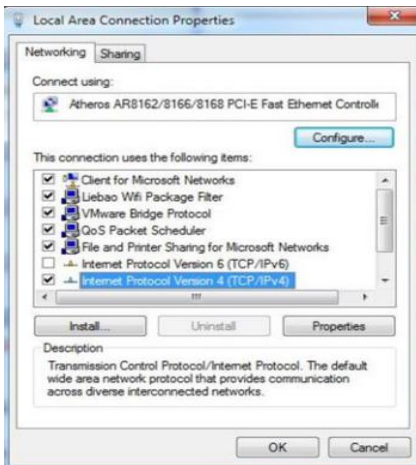 Local Area Connection Properties
Networking Sharing
Connect using:
Atheros AR8162/8166/8168 PCI-E Fast Ethernet Controlle
Configure...
This connection uses the following items:
Client for Microsoft Networks
Liebao Wifi Package Filter
VMware Bridge Protocol
QoS Packet Scheduler
File and Printer Sharing for Microsoft Networks
Internet Protocol Version 6 (TCP/IPv6)
Internet Protocol Version 4 (TCP/IPv4)
Install... Uninstall Properties
Description
Transmission Control Protocol/Internet Protocol. The default
wide area network protocol that provides communication
across diverse interconnected networks.
OK Cancel